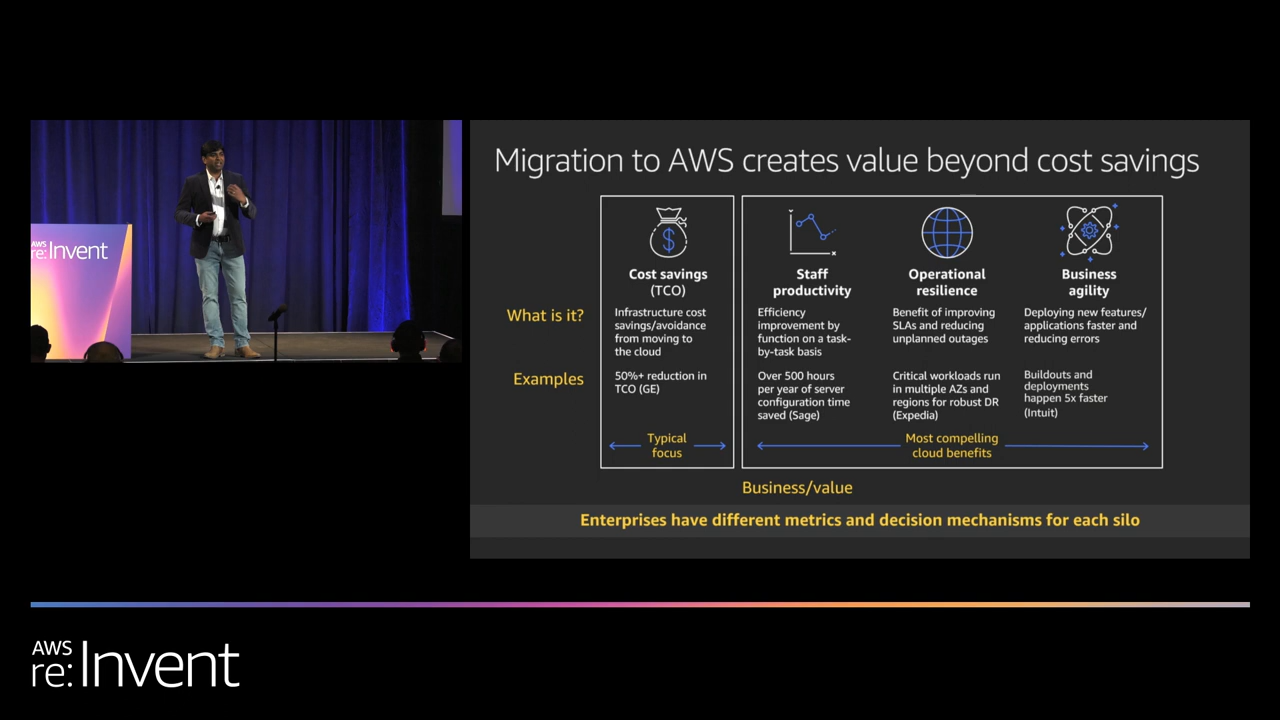 AWS
re:Invent
Migration to AWS creates value beyond cost savings
What is it?
Examples
Cost savings
(TCO)
Infrastructure cost
savings/avoidance
from moving to
the cloud
50%+ reduction in
TCO (GE)
Typical
focus
Staff
productivity
Efficiency
improvement by
function on a task-
by-task basis
Over 500 hours
per year of server
configuration time
saved (Sage)
Operational
resilience
Benefit of improving
SLAs and reducing
unplanned outages
Critical workloads run
in multiple AZs and
regions for robust DR
(Expedia)
Business
agility
Deploying new features/
applications faster and
reducing errors
Buildouts and
deployments
happen 5x faster
(Intuit)
Most compelling
cloud benefits
Business/value
Enterprises have different metrics and decision mechanisms for each silo
AWS
re:Invent